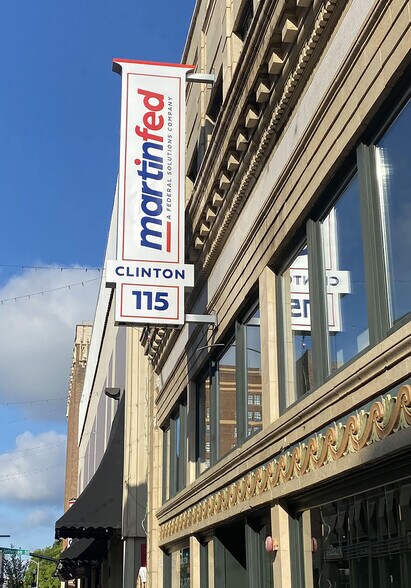 martinfed
A FEDERAL SOLUTIONS COMPANY
CLINTON
115